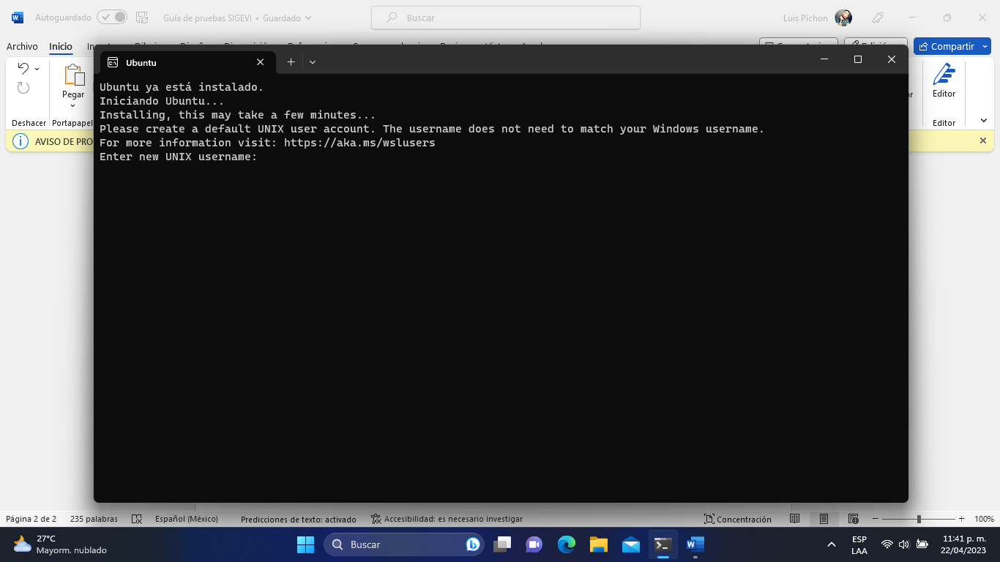 Autoguardado
Guía de pruebas SIGEVI • Guardado
Buscar
Luis Pichon
Archivo
Inicio
Compartir
Pegar
Deshacer
Portapapel
Editor
Editor
AVISO DE PRO
Ubuntu
Ubuntu ya está instalado.
Iniciando Ubuntu...
Installing, this may take a few minutes...
Please create a default UNIX user account. The username does not need to match your Windows username.
For more information visit: https://aka.ms/wslusers
Enter new UNIX username:
Página 2 de 2
235 palabras
Español (México)
Predicciones de texto: activado
Accesibilidad: es necesario investigar
Concentración
100%
27°C
Mayorm. nublado
Buscar
ESP
LAA
11:41 p. m.
22/04/2023